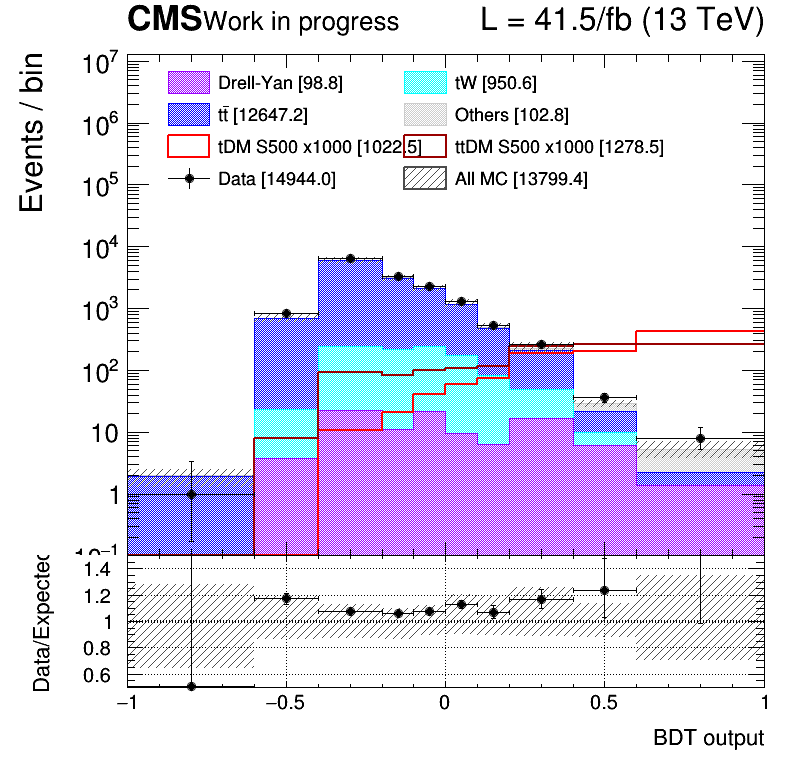 CMS Work in progress L = 41.5/fb (13 TeV)
Events / bin
Drell-Yan [98.8] tW [950.6]
tt̄ [12647.2] Others [102.8]
tDM S500 x1000 [1022.5] ttDM S500 x1000 [1278.5]
Data [14944.0] All MC [13799.4]
10⁷
10⁶
10⁵
10⁴
10³
10²
10
1
10⁻¹
Data/Expected
1.4
1.2
1
0.8
0.6
−1 −0.5 0 0.5 1
BDT output